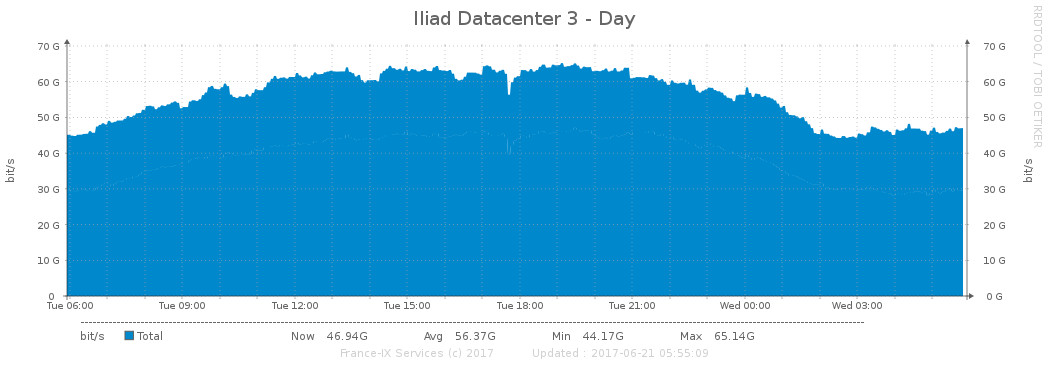 Iliad Datacenter 3 - Day
RRDTOOL / TOBI OETIKER
70 G 70 G
60 G 60 G
50 G 50 G
40 G 40 G
30 G 30 G
20 G 20 G
10 G 10 G
0 0 G
bit/s bit/s
Tue 06:00 Tue 09:00 Tue 12:00 Tue 15:00 Tue 18:00 Tue 21:00 Wed 00:00 Wed 03:00
bit/s Total Now 46.94G Avg 56.37G Min 44.17G Max 65.14G
France-IX Services (c) 2017 Updated : 2017-06-21 05:55:09